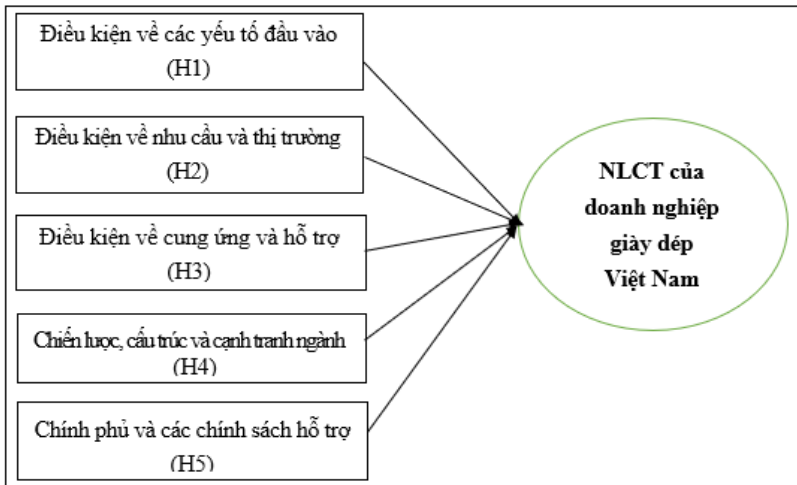 Điều kiện về các yếu tố đầu vào
(H1)
Điều kiện về nhu cầu và thị trường
(H2)
Điều kiện về cung ứng và hỗ trợ
(H3)
Chiến lược, cấu trúc và cạnh tranh ngành
(H4)
Chính phủ và các chính sách hỗ trợ
(H5)
NLCT của
doanh nghiệp
giày dép
Việt Nam